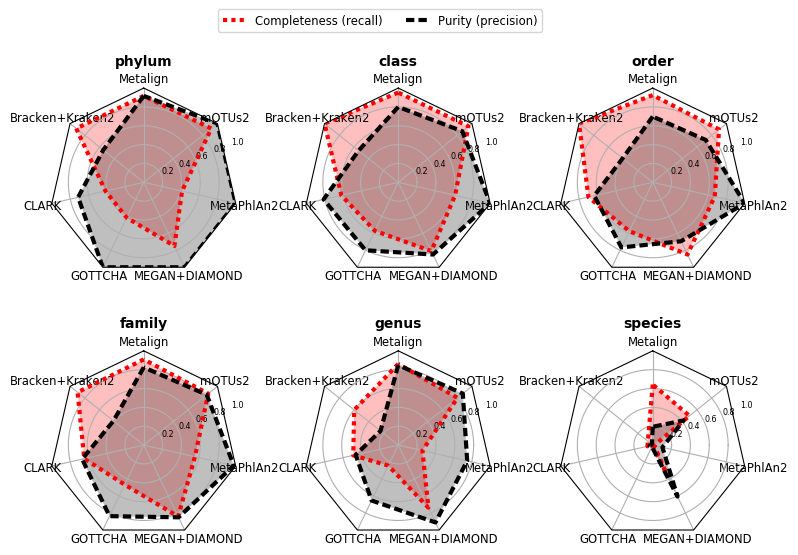 Completeness (recall) Purity (precision)
phylum class order
Metalign Metalign Metalign
Bracken+Kraken2 mOTUs2 Bracken+Kraken2 mOTUs2 Bracken+Kraken2 mOTUs2
0.2 0.4 0.6 0.8 1.0 0.2 0.4 0.6 0.8 1.0 0.2 0.4 0.6 0.8 1.0
CLARK MetaPhlAn2 CLARK MetaPhlAn2 CLARK MetaPhlAn2
GOTTCHA MEGAN+DIAMOND GOTTCHA MEGAN+DIAMOND GOTTCHA MEGAN+DIAMOND
family genus species
Metalign Metalign Metalign
Bracken+Kraken2 mOTUs2 Bracken+Kraken2 mOTUs2 Bracken+Kraken2 mOTUs2
0.2 0.4 0.6 0.8 1.0 0.2 0.4 0.6 0.8 1.0 0.2 0.4 0.6 0.8 1.0
CLARK MetaPhlAn2 CLARK MetaPhlAn2 CLARK MetaPhlAn2
GOTTCHA MEGAN+DIAMOND GOTTCHA MEGAN+DIAMOND GOTTCHA MEGAN+DIAMOND